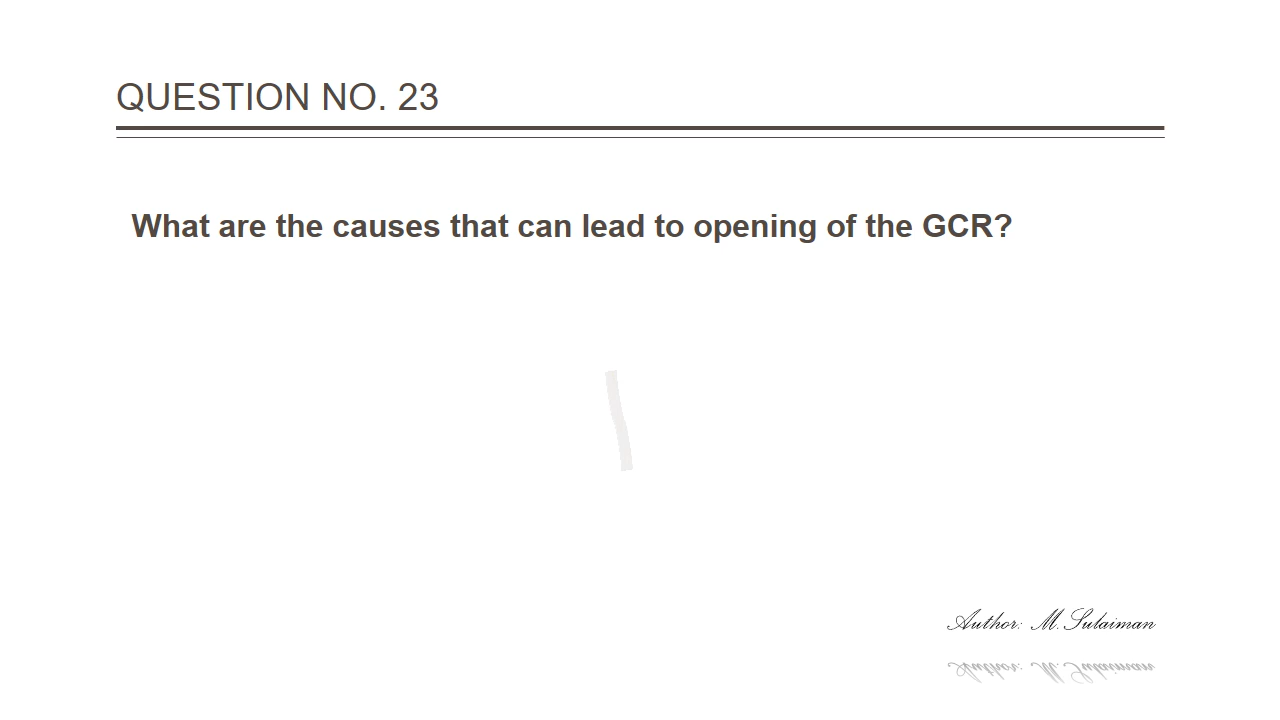 QUESTION NO. 23
What are the causes that can lead to opening of the GCR?
Author: M.Sulaiman